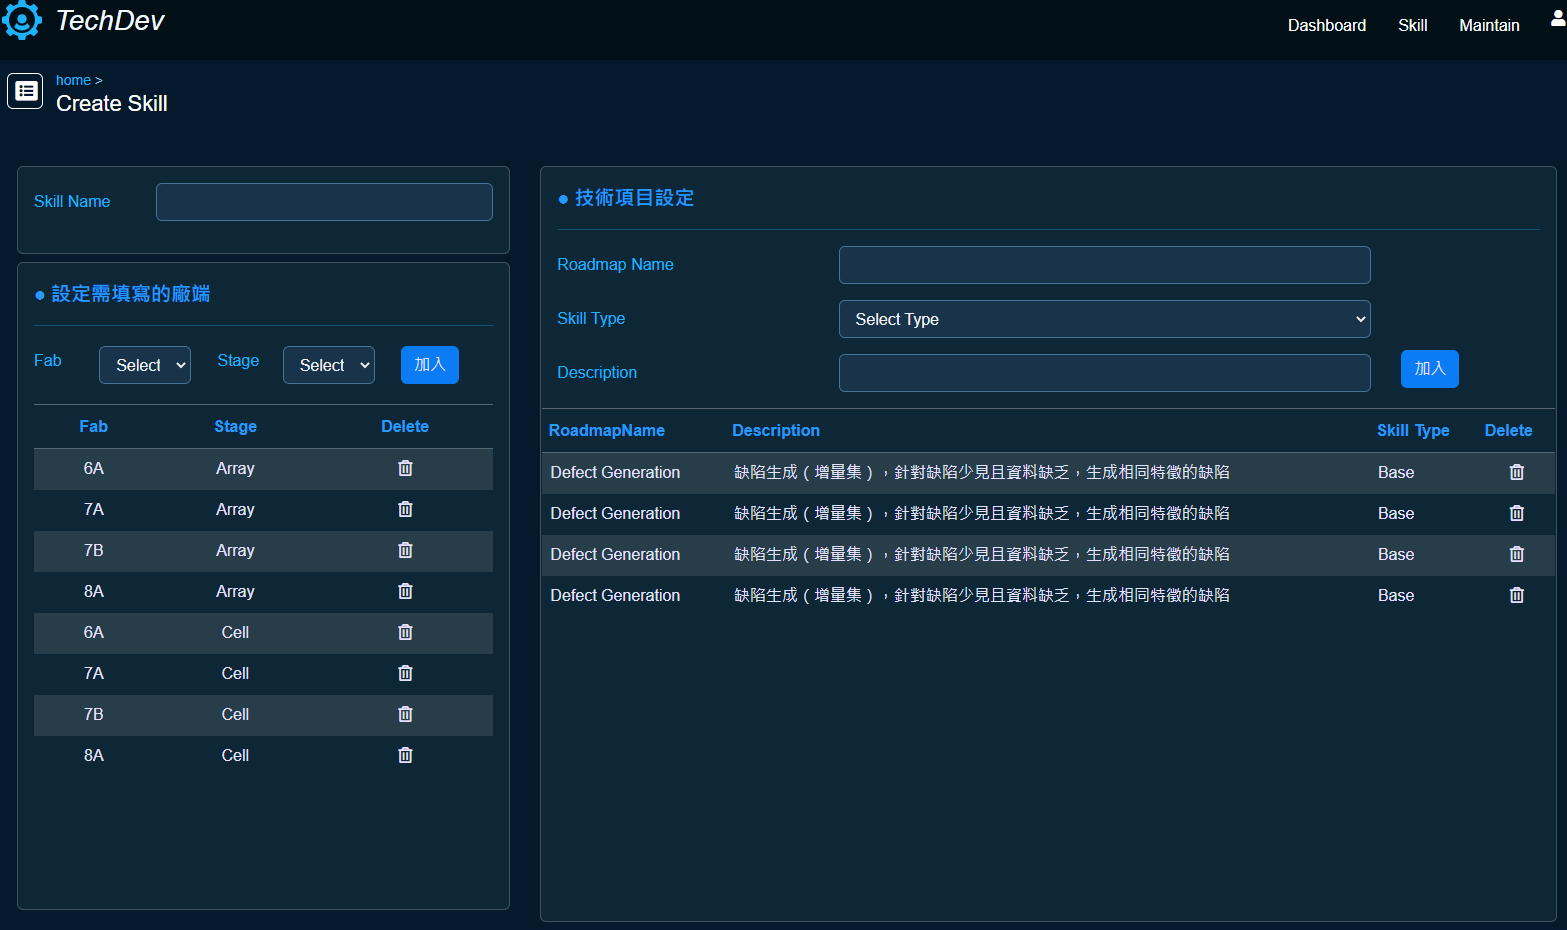 TechDev
Dashboard Skill Maintain
home >
Create Skill
Skill Name
● 設定需填寫的廠端
Fab Select Stage Select 加入
Fab Stage Delete
6A Array
7A Array
7B Array
8A Array
6A Cell
7A Cell
7B Cell
8A Cell
● 技術項目設定
Roadmap Name
Skill Type Select Type
Description 加入
RoadmapName Description Skill Type Delete
Defect Generation 缺陷生成（增量集），針對缺陷少見且資料缺乏，生成相同特徵的缺陷 Base
Defect Generation 缺陷生成（增量集），針對缺陷少見且資料缺乏，生成相同特徵的缺陷 Base
Defect Generation 缺陷生成（增量集），針對缺陷少見且資料缺乏，生成相同特徵的缺陷 Base
Defect Generation 缺陷生成（增量集），針對缺陷少見且資料缺乏，生成相同特徵的缺陷 Base